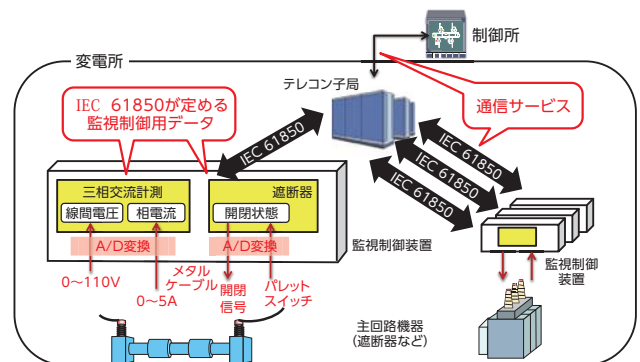 制御所
変電所
テレコン子局
IEC 61850が定める
監視制御用データ
通信サービス
IEC 61850
IEC 61850
IEC 61850
IEC 61850
三相交流計測
線間電圧
相電流
遮断器
開閉状態
A/D変換
A/D変換
監視制御装置
監視制御
装置
0～110V
メタル
ケーブル
0～5A
開閉
信号
パレット
スイッチ
主回路機器
(遮断器など)